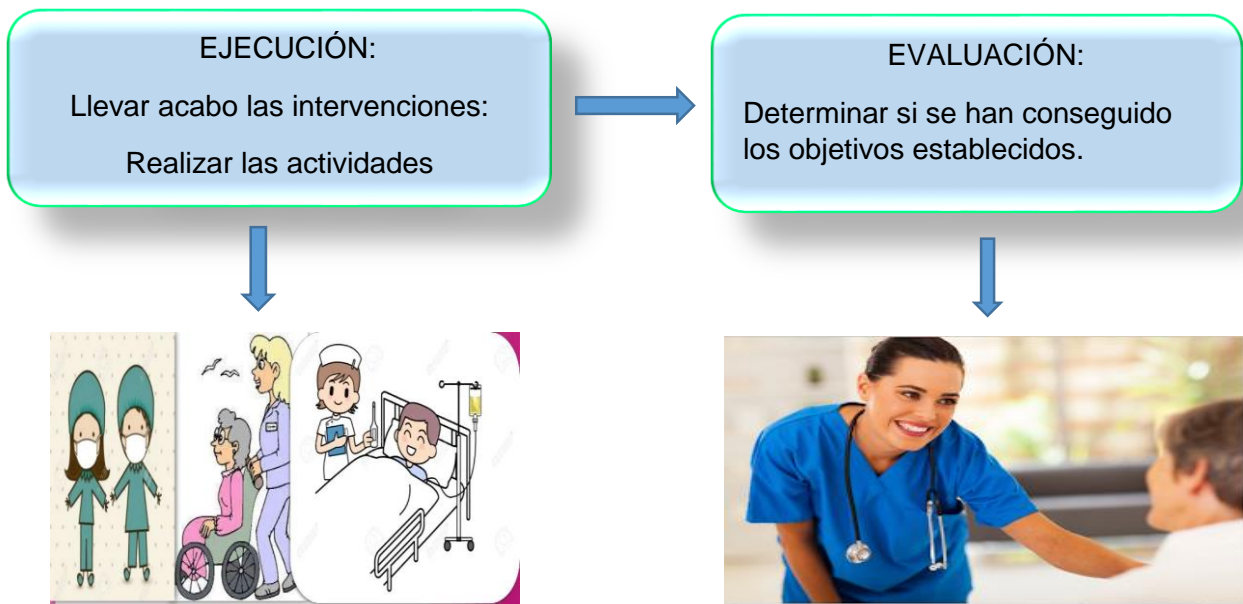 EJECUCIÓN:
Llevar acabo las intervenciones:
Realizar las actividades
EVALUACIÓN:
Determinar si se han conseguido
los objetivos establecidos.